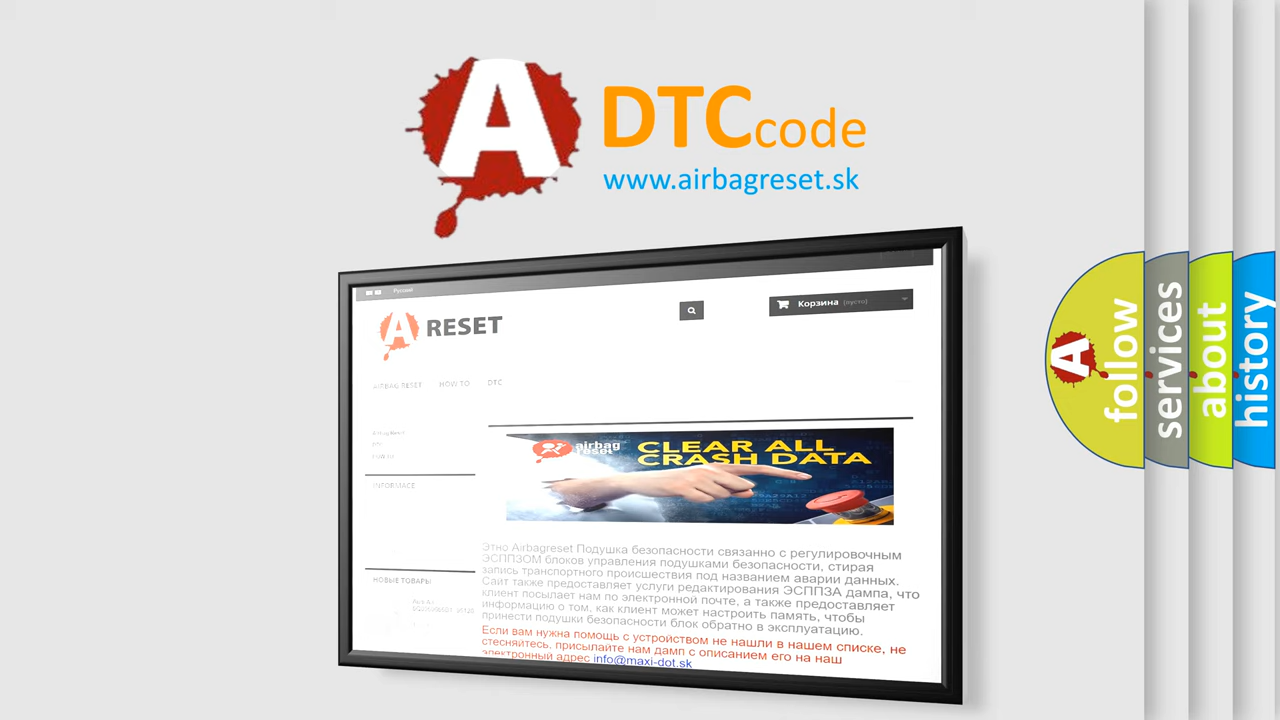 A
DTCcode
www.airbagreset.sk
Русский
Корзина (пусто)
A RESET
AIRBAG RESET HOW TO DTC
INFORMACE
airbag
reset
CLEAR ALL
CRASH DATA
Этно Airbagreset Подушка безопасности связанно с регулировочным
ЭСППЗОМ блоков управления подушками безопасности, стирая
запись транспортного происшествия под названием аварии данных.
Сайт также предоставляет услуги редактирования ЭСППЗА дампа, что
клиент посылает нам по электронной почте, а также предоставляет
информацию о том, как клиент может настроить память, чтобы
принести подушки безопасности блок обратно в эксплуатацию.
Если вам нужна помощь с устройством не нашли в нашем списке, не
стесняйтесь, присылайте нам дамп с описанием его на наш
электронный адрес info@maxi-dot.sk
НОВЫЕ ТОВАРЫ
A
follow
services
about
history